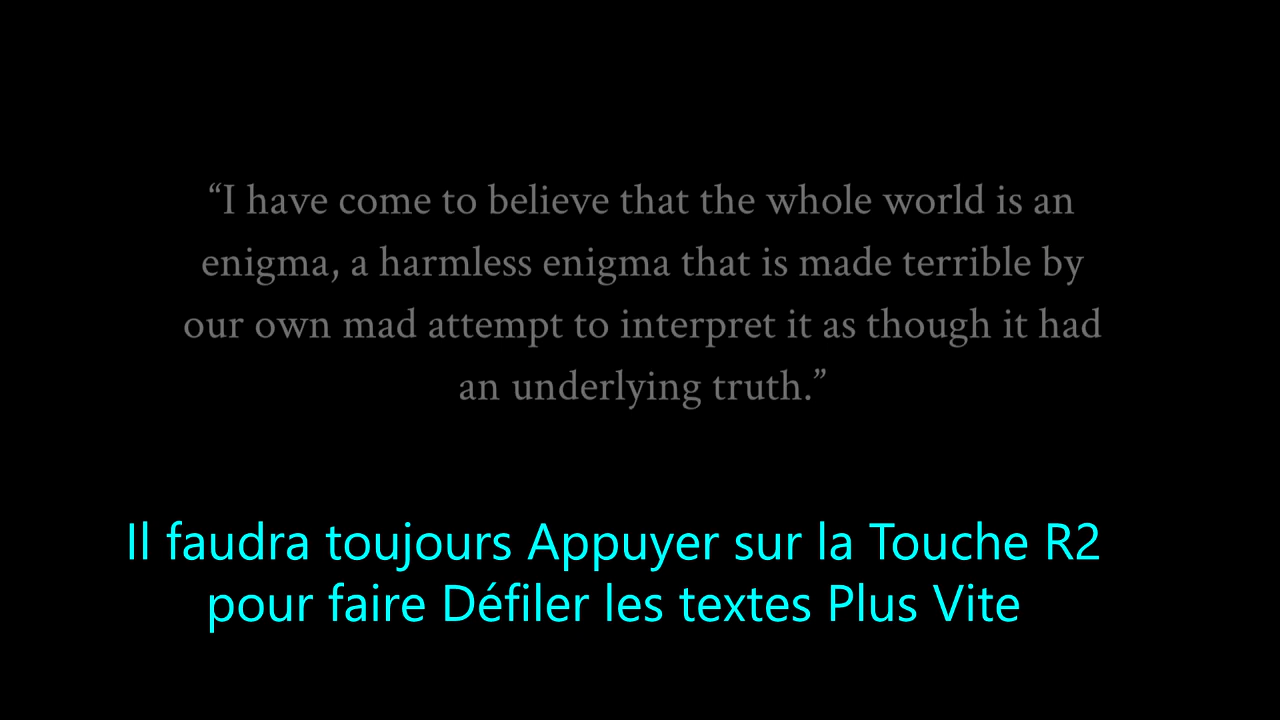 “I have come to believe that the whole world is an
enigma, a harmless enigma that is made terrible by
our own mad attempt to interpret it as though it had
an underlying truth.”
Il faudra toujours Appuyer sur la Touche R2
pour faire Défiler les textes Plus Vite